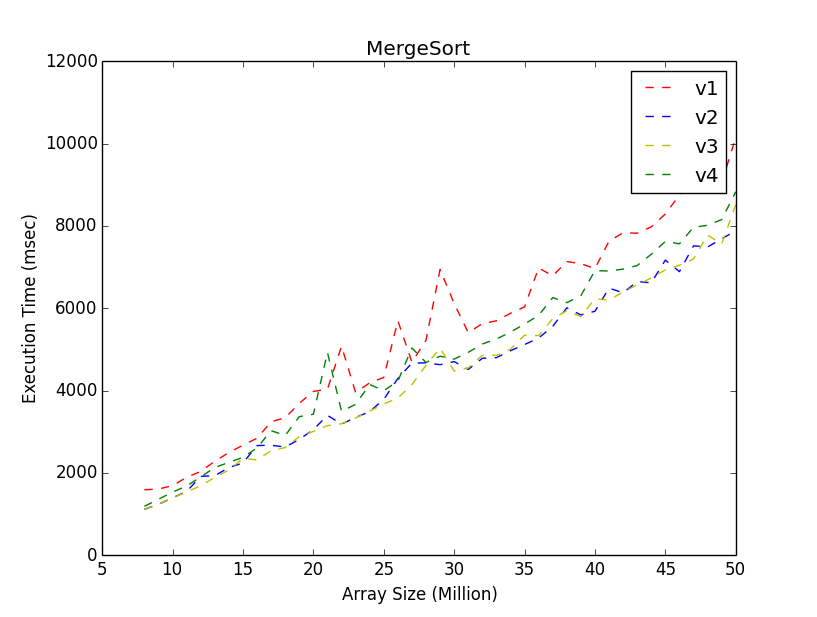 MergeSort
12000
10000
8000
6000
4000
2000
0
Execution Time (msec)
v1
v2
v3
v4
5 10 15 20 25 30 35 40 45 50
Array Size (Million)